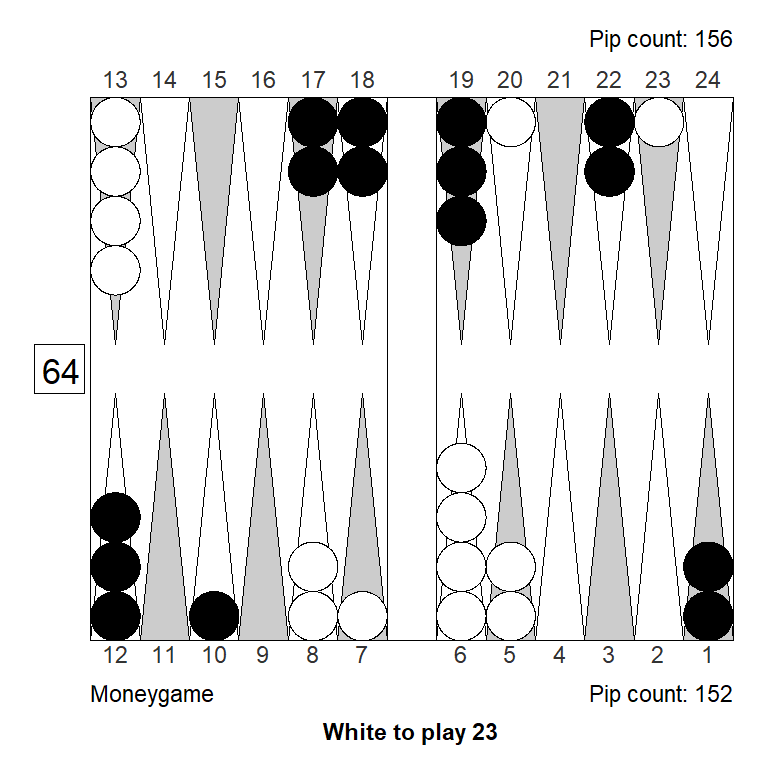 Pip count: 156
13 14 15 16 17 18 19 20 21 22 23 24
64
12 11 10 9 8 7 6 5 4 3 2 1
Moneygame Pip count: 152
White to play 23